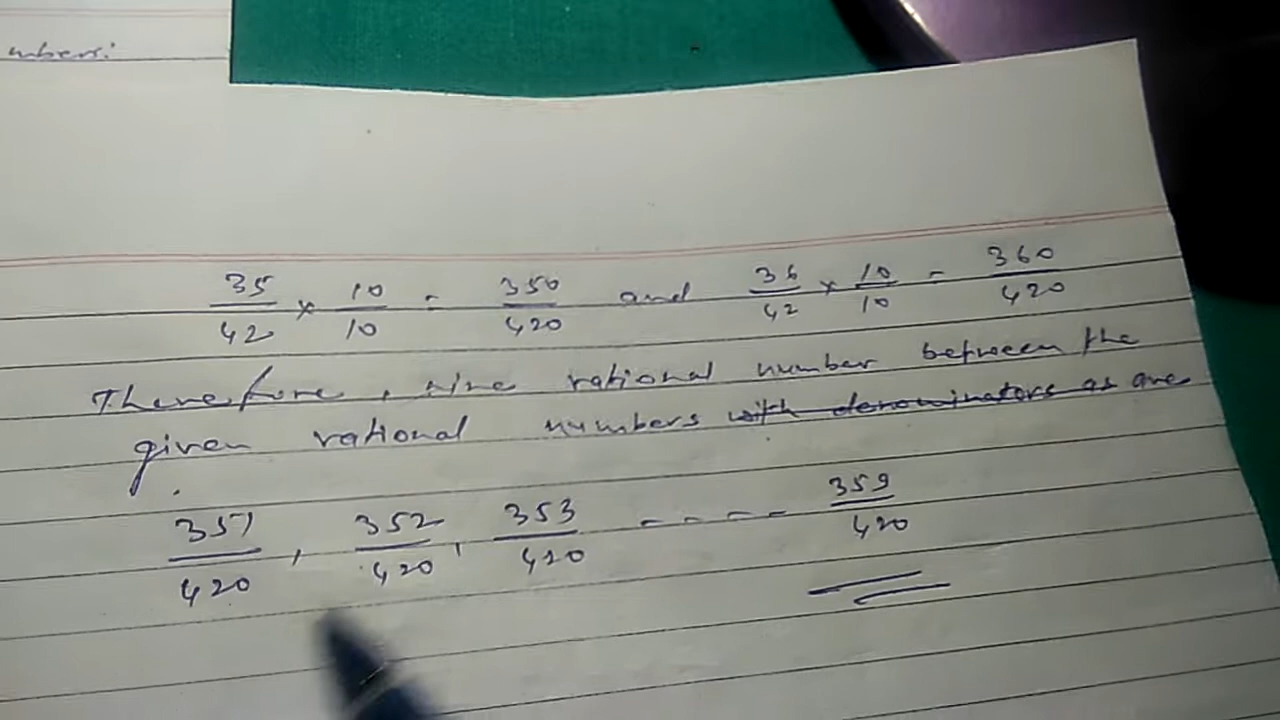 mbers:
35/42 × 10/10 = 350/420 and 36/42 × 10/10 = 360/420
Therefore, nine rational number between the
given rational numbers with denominators as are
351/420, 352/420, 353/420 ----- 359/420